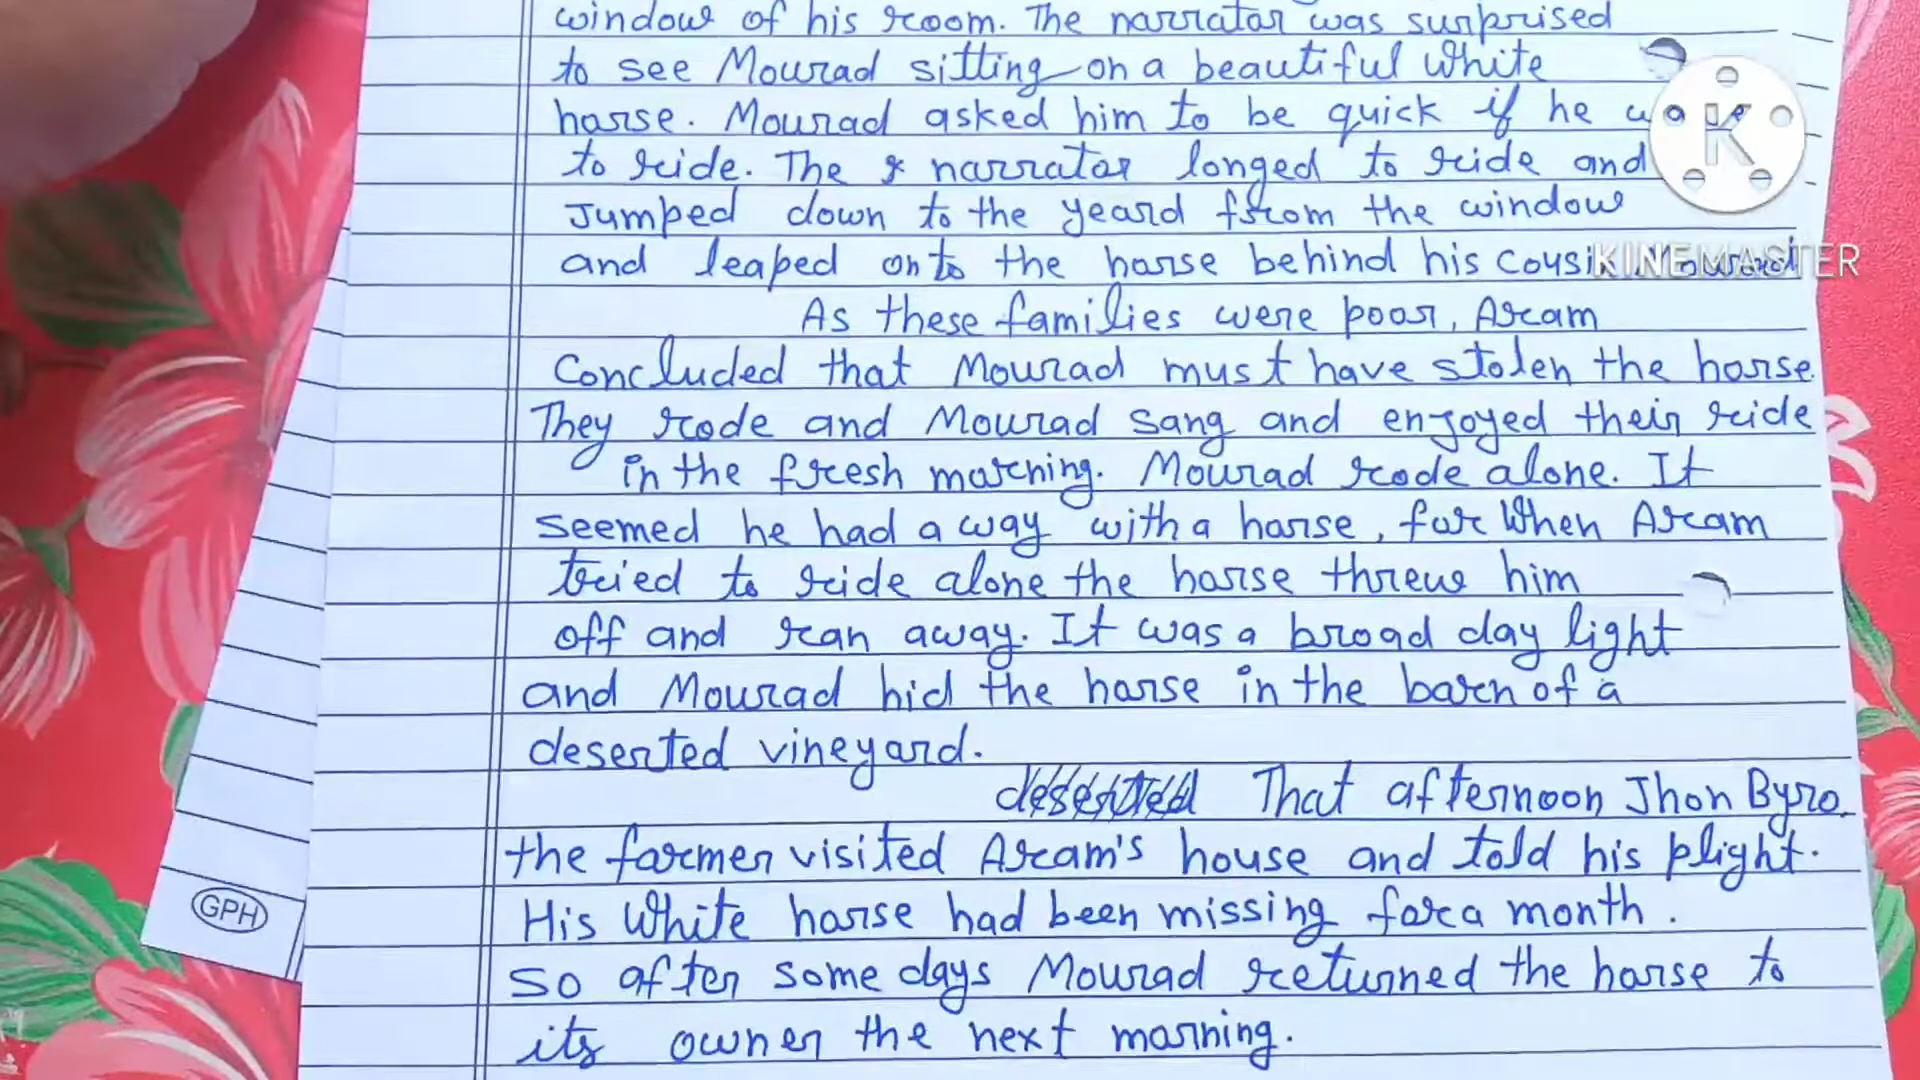 window of his room. The narrator was surprised
to see Mourad sitting on a beautiful white
horse. Mourad asked him to be quick if he
to ride. The narrator longed to ride and
Jumped down to the yeard from the window
and leaped onto the horse behind his cousin
As these families were poor, Aram
Concluded that Mourad must have stolen the horse.
They rode and Mourad sang and enjoyed their ride
in the fresh morning. Mourad rode alone. It
seemed he had a way with a horse, for When Aram
tried to ride alone the horse threw him
off and ran away. It was a broad day light
and Mourad hid the horse in the barn of a
deserted vineyard.
deserted That afternoon, Jhon Byro.
the farmer visited Aram's house and told his plight.
His White horse had been missing for a month.
so after some days Mourad returned the horse to
its owner the next morning.
GPH
K
KINEMASTER